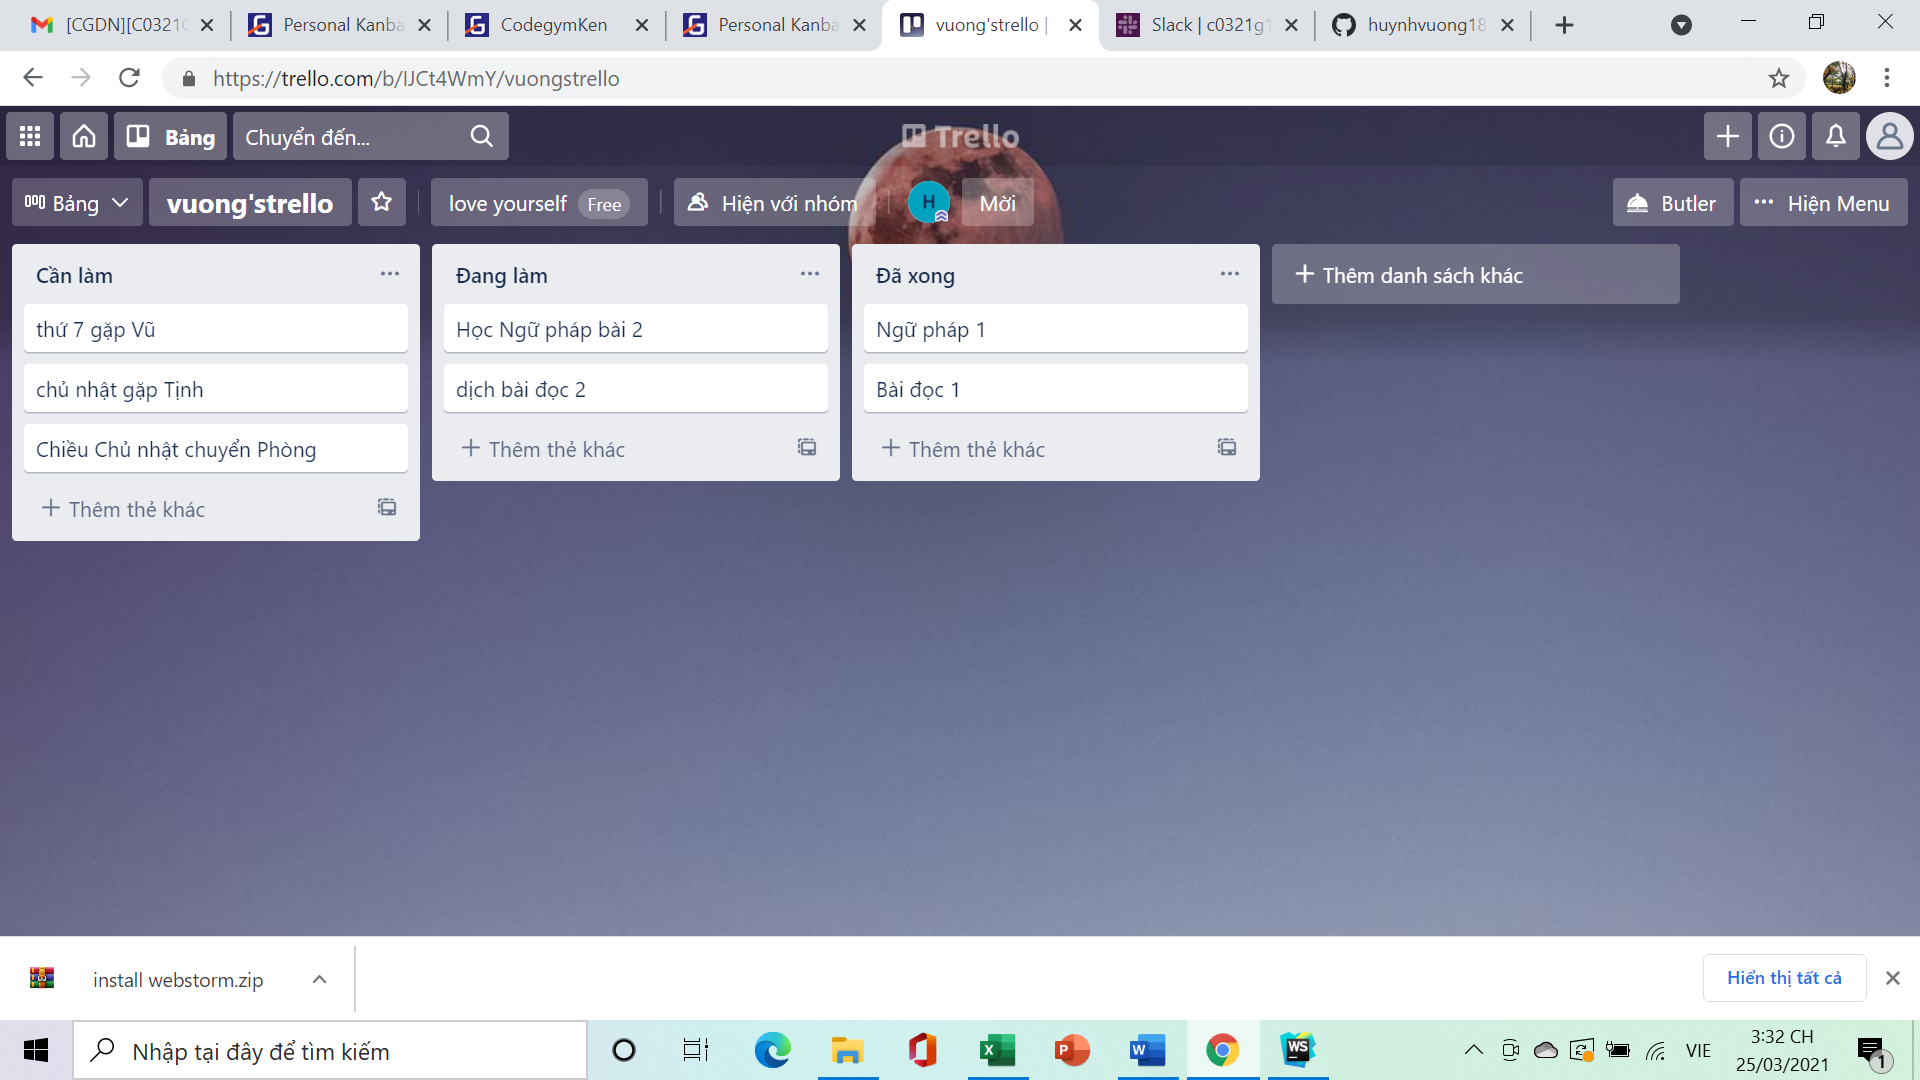 [CGDN][C0321G
Personal Kanba
CodegymKen
Personal Kanba
vuong'strello |
Slack | c0321g1
huynhvuong18
https://trello.com/b/IJCt4WmY/vuongstrello
Bảng
Chuyển đến...
Trello
Bảng
vuong'strello
love yourself Free
Hiện với nhóm
H
Mời
Butler
Hiện Menu
Cần làm
thứ 7 gặp Vũ
chủ nhật gặp Tịnh
Chiều Chủ nhật chuyển Phòng
Thêm thẻ khác
Đang làm
Học Ngữ pháp bài 2
dịch bài đọc 2
Thêm thẻ khác
Đã xong
Ngữ pháp 1
Bài đọc 1
Thêm thẻ khác
Thêm danh sách khác
install webstorm.zip
Hiển thị tất cả
Nhập tại đây để tìm kiếm
X
P
W
WS
VIE
3:32 CH
25/03/2021
1